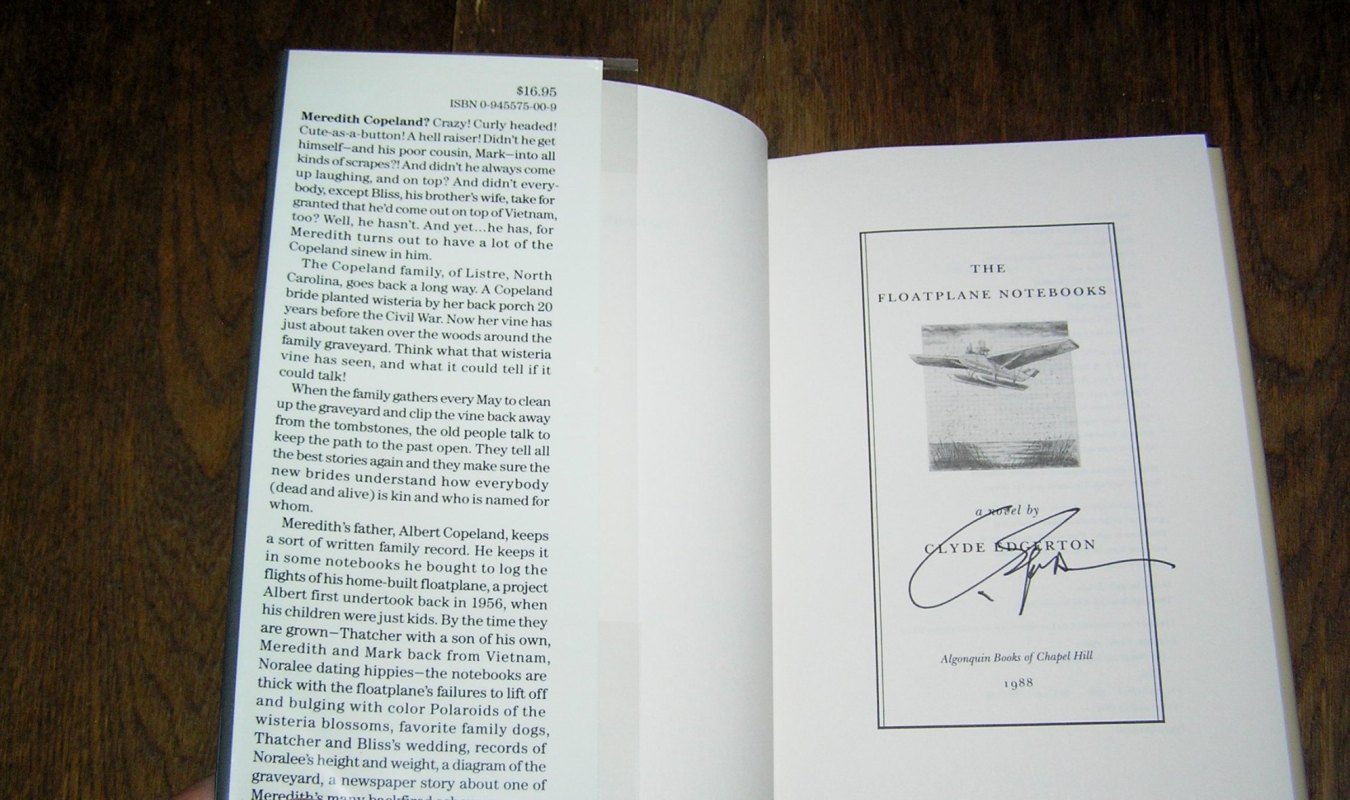 $16.95
ISBN 0-945575-00-9
Meredith Copeland? Crazy! Curly headed!
Cute-as-a-button! A hell raiser! Didn't he get
himself—and his poor cousin, Mark—into all
kinds of scrapes?! And didn't he always come
up laughing, and on top? And didn't every-
body, except Bliss, his brother's wife, take for
granted that he'd come out on top of Vietnam,
too? Well, he hasn't. And yet...he has, for
Meredith turns out to have a lot of the
Copeland sinew in him.
The Copeland family, of Listre, North
Carolina, goes back a long way. A Copeland
bride planted wisteria by her back porch 20
years before the Civil War. Now her vine has
just about taken over the woods around the
family graveyard. Think what that wisteria
vine has seen, and what it could tell if it
could talk!
When the family gathers every May to clean
up the graveyard and clip the vine back away
from the tombstones, the old people talk to
keep the path to the past open. They tell all
the best stories again and they make sure the
new brides understand how everybody
(dead and alive) is kin and who is named for
whom.
Meredith's father, Albert Copeland, keeps
a sort of written family record. He keeps it
in some notebooks he bought to log the
flights of his home-built floatplane, a project
Albert first undertook back in 1956, when
his children were just kids. By the time they
are grown—Thatcher with a son of his own,
Meredith and Mark back from Vietnam,
Noralee dating hippies—the notebooks are
thick with the floatplane's failures to lift off
and bulging with color Polaroids of the
wisteria blossoms, favorite family dogs,
Thatcher and Bliss's wedding, records of
Noralee's height and weight, a diagram of the
graveyard, a newspaper story about one of
Meredith's many backfired
THE
FLOATPLANE NOTEBOOKS
a novel by
CLYDE EDGERTON
Algonquin Books of Chapel Hill
1988